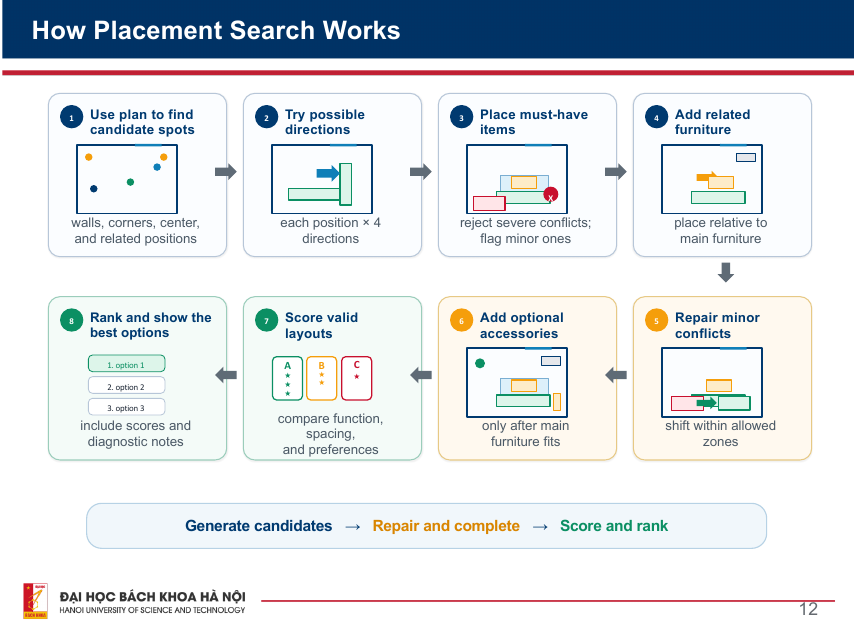 How Placement Search Works
1
Use plan to find
candidate spots
walls, corners, center,
and related positions
2
Try possible
directions
each position × 4
directions
3
Place must-have
items
X
reject severe conflicts;
flag minor ones
4
Add related
furniture
place relative to
main furniture
8
Rank and show the
best options
1. option 1
2. option 2
3. option 3
include scores and
diagnostic notes
7
Score valid
layouts
A
★
★
★
B
★
★
C
★
compare function,
spacing,
and preferences
6
Add optional
accessories
only after main
furniture fits
5
Repair minor
conflicts
shift within allowed
zones
Generate candidates → Repair and complete → Score and rank
ĐẠI HỌC BÁCH KHOA HÀ NỘI
HANOI UNIVERSITY OF SCIENCE AND TECHNOLOGY
12